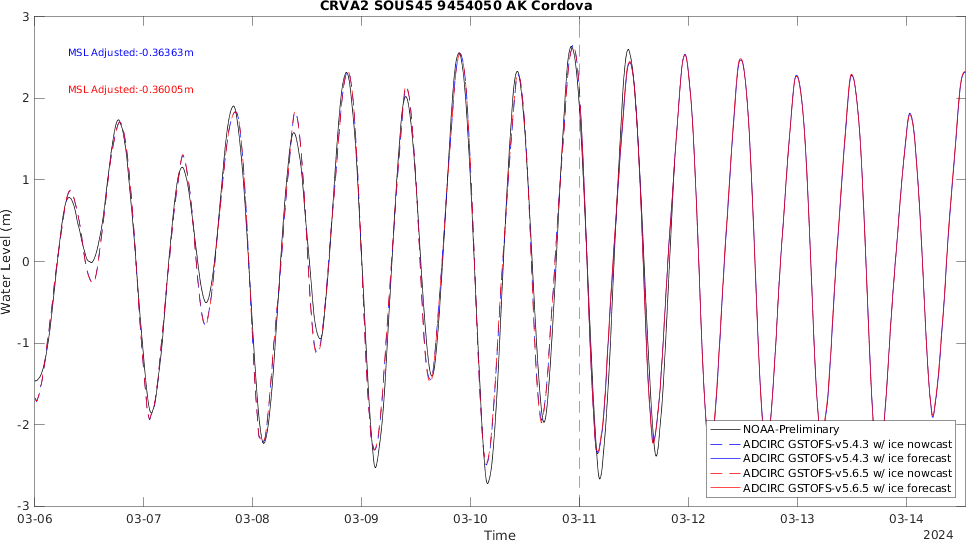 CRVA2 SOUS45 9454050 AK Cordova
MSL Adjusted:-0.36363m
MSL Adjusted:-0.36005m
Water Level (m)
3
2
1
0
-1
-2
-3
NOAA-Preliminary
ADCIRC GSTOFS-v5.4.3 w/ ice nowcast
ADCIRC GSTOFS-v5.4.3 w/ ice forecast
ADCIRC GSTOFS-v5.6.5 w/ ice nowcast
ADCIRC GSTOFS-v5.6.5 w/ ice forecast
03-06 03-07 03-08 03-09 03-10 03-11 03-12 03-13 03-14
Time
2024